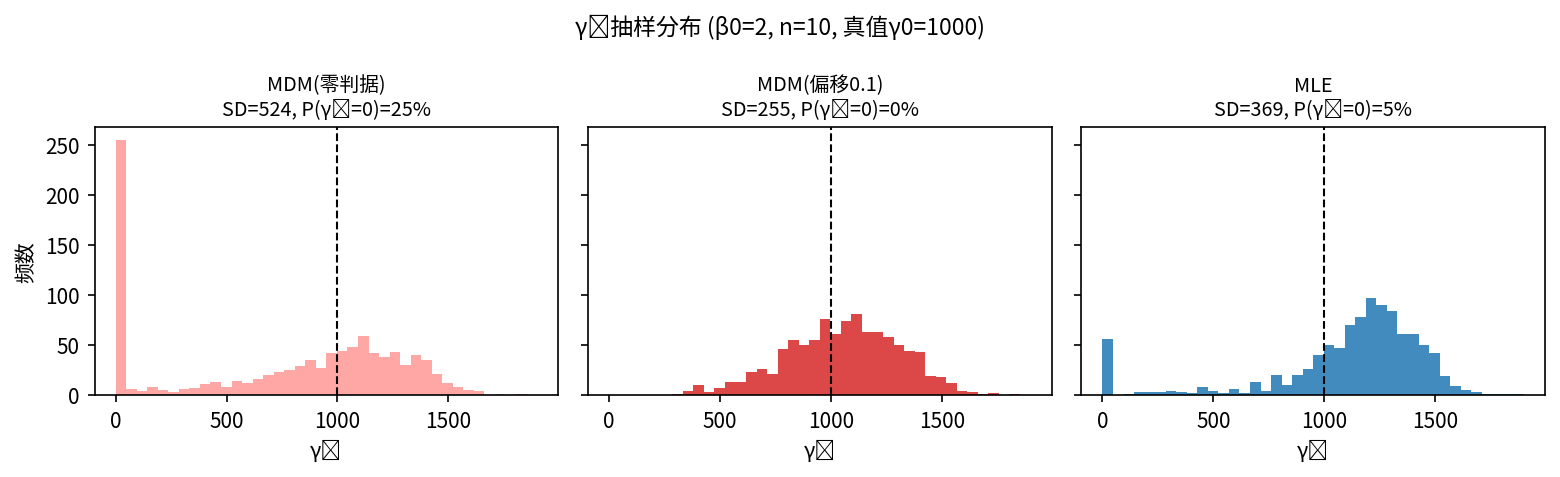 γ抽样分布 (β0=2, n=10, 真值γ0=1000)
MDM(零判据)
SD=524, P(γ=0)=25%
MDM(偏移0.1)
SD=255, P(γ=0)=0%
MLE
SD=369, P(γ=0)=5%
频数
250
200
150
100
50
0
0 500 1000 1500
0 500 1000 1500
0 500 1000 1500
γ
γ
γ